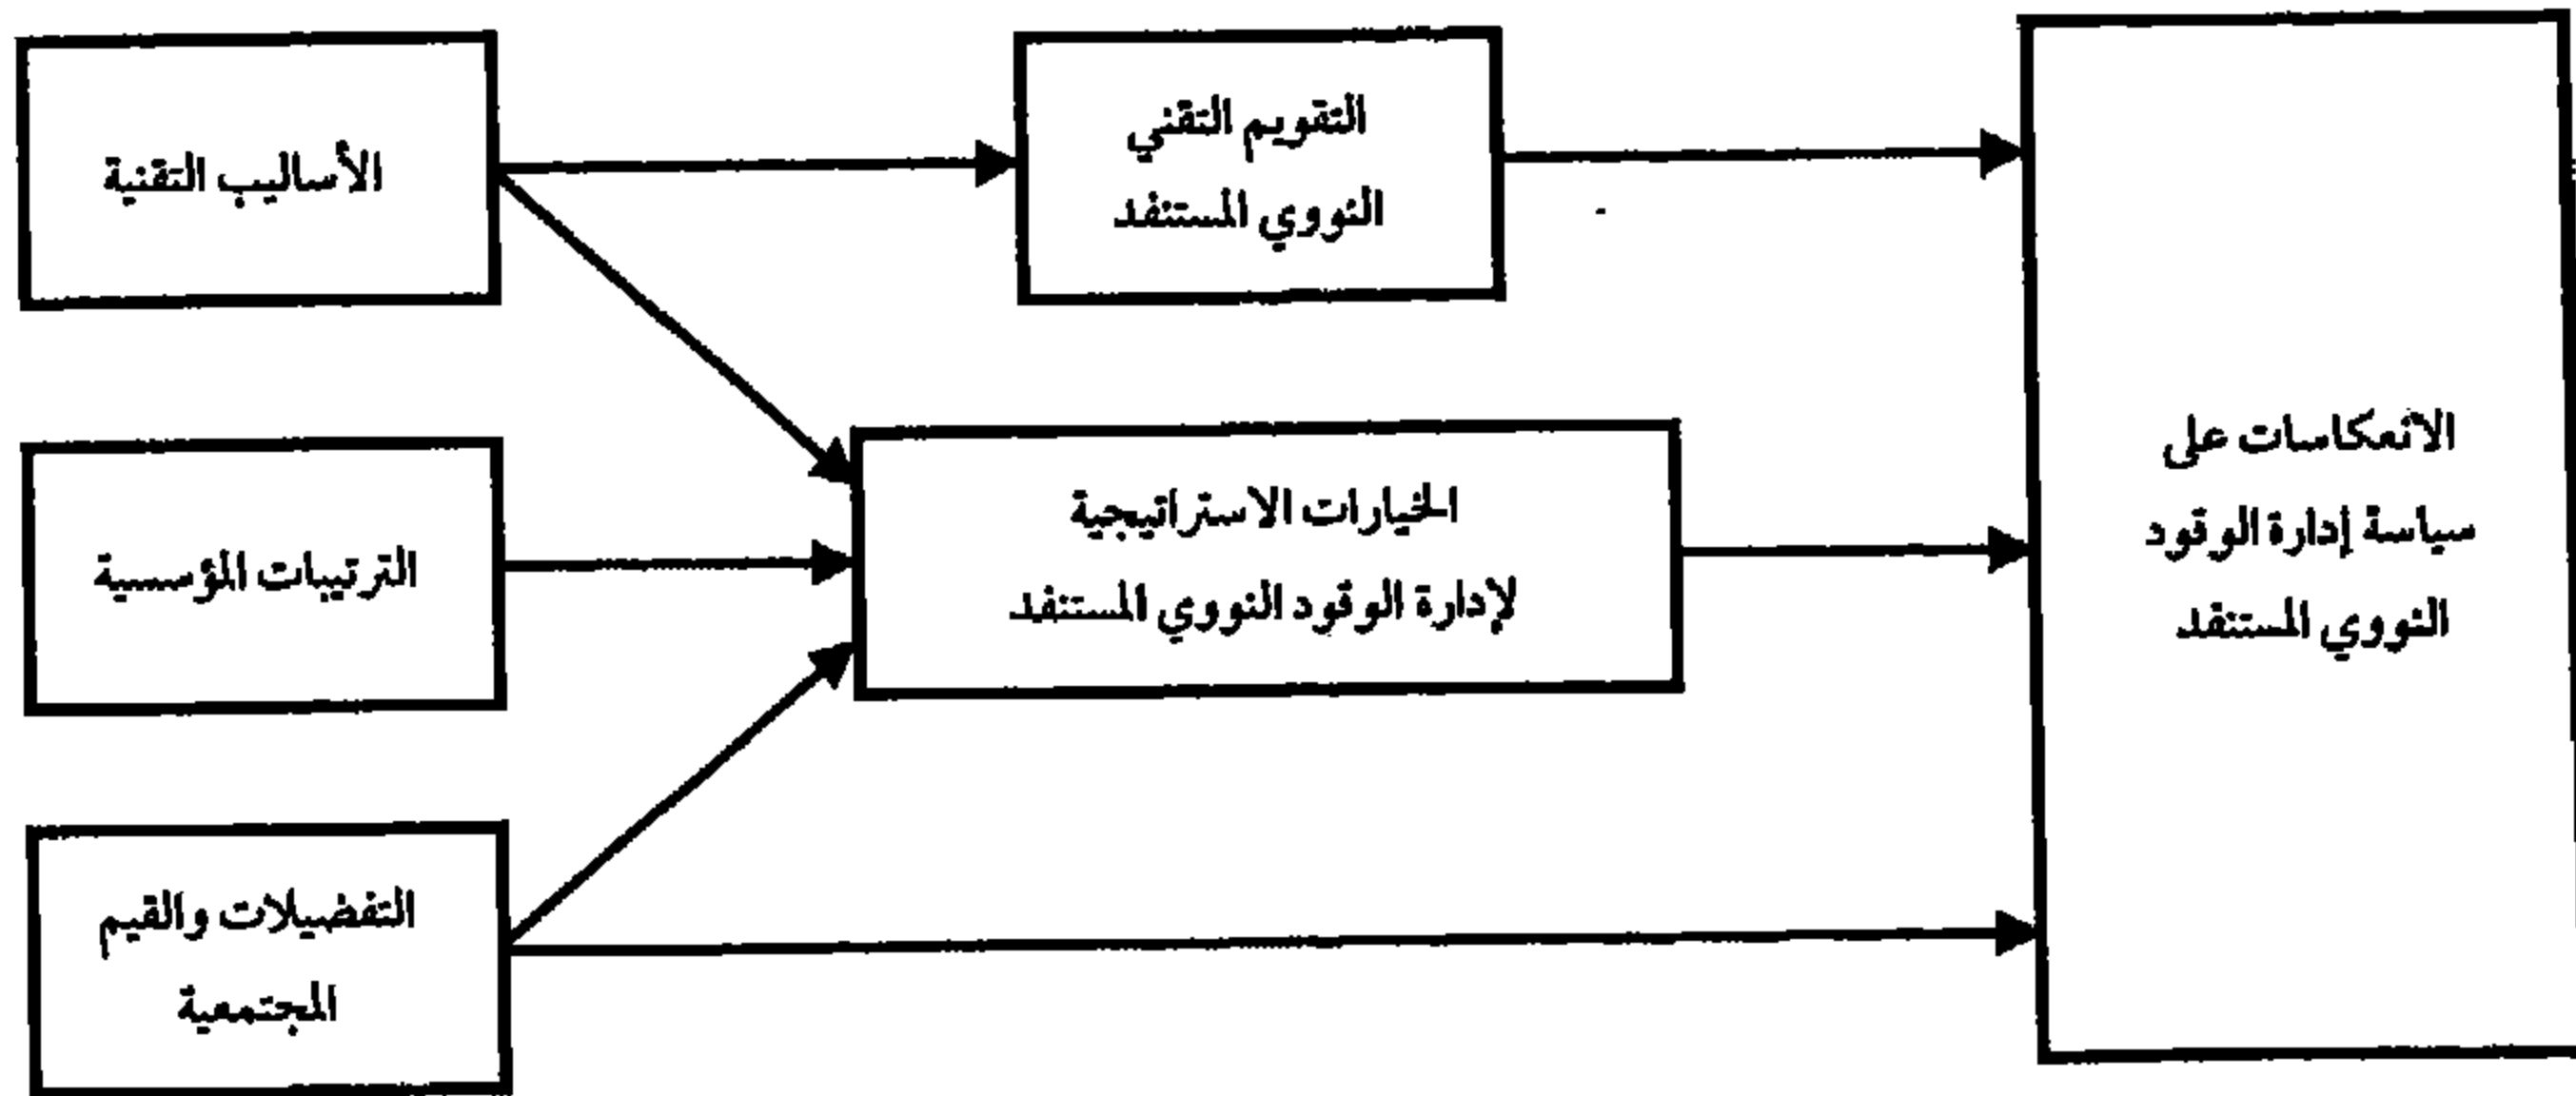 الأساليب التقنية
التقويم التقني
النووي المستنفد
الترتيبات المؤسسية
الخيارات الاستراتيجية
لإدارة الوقود النووي المستنفد
التفضيلات والقيم
المجتمعية
الانعكاسات على
سياسة إدارة الوقود
النووي المستنفد